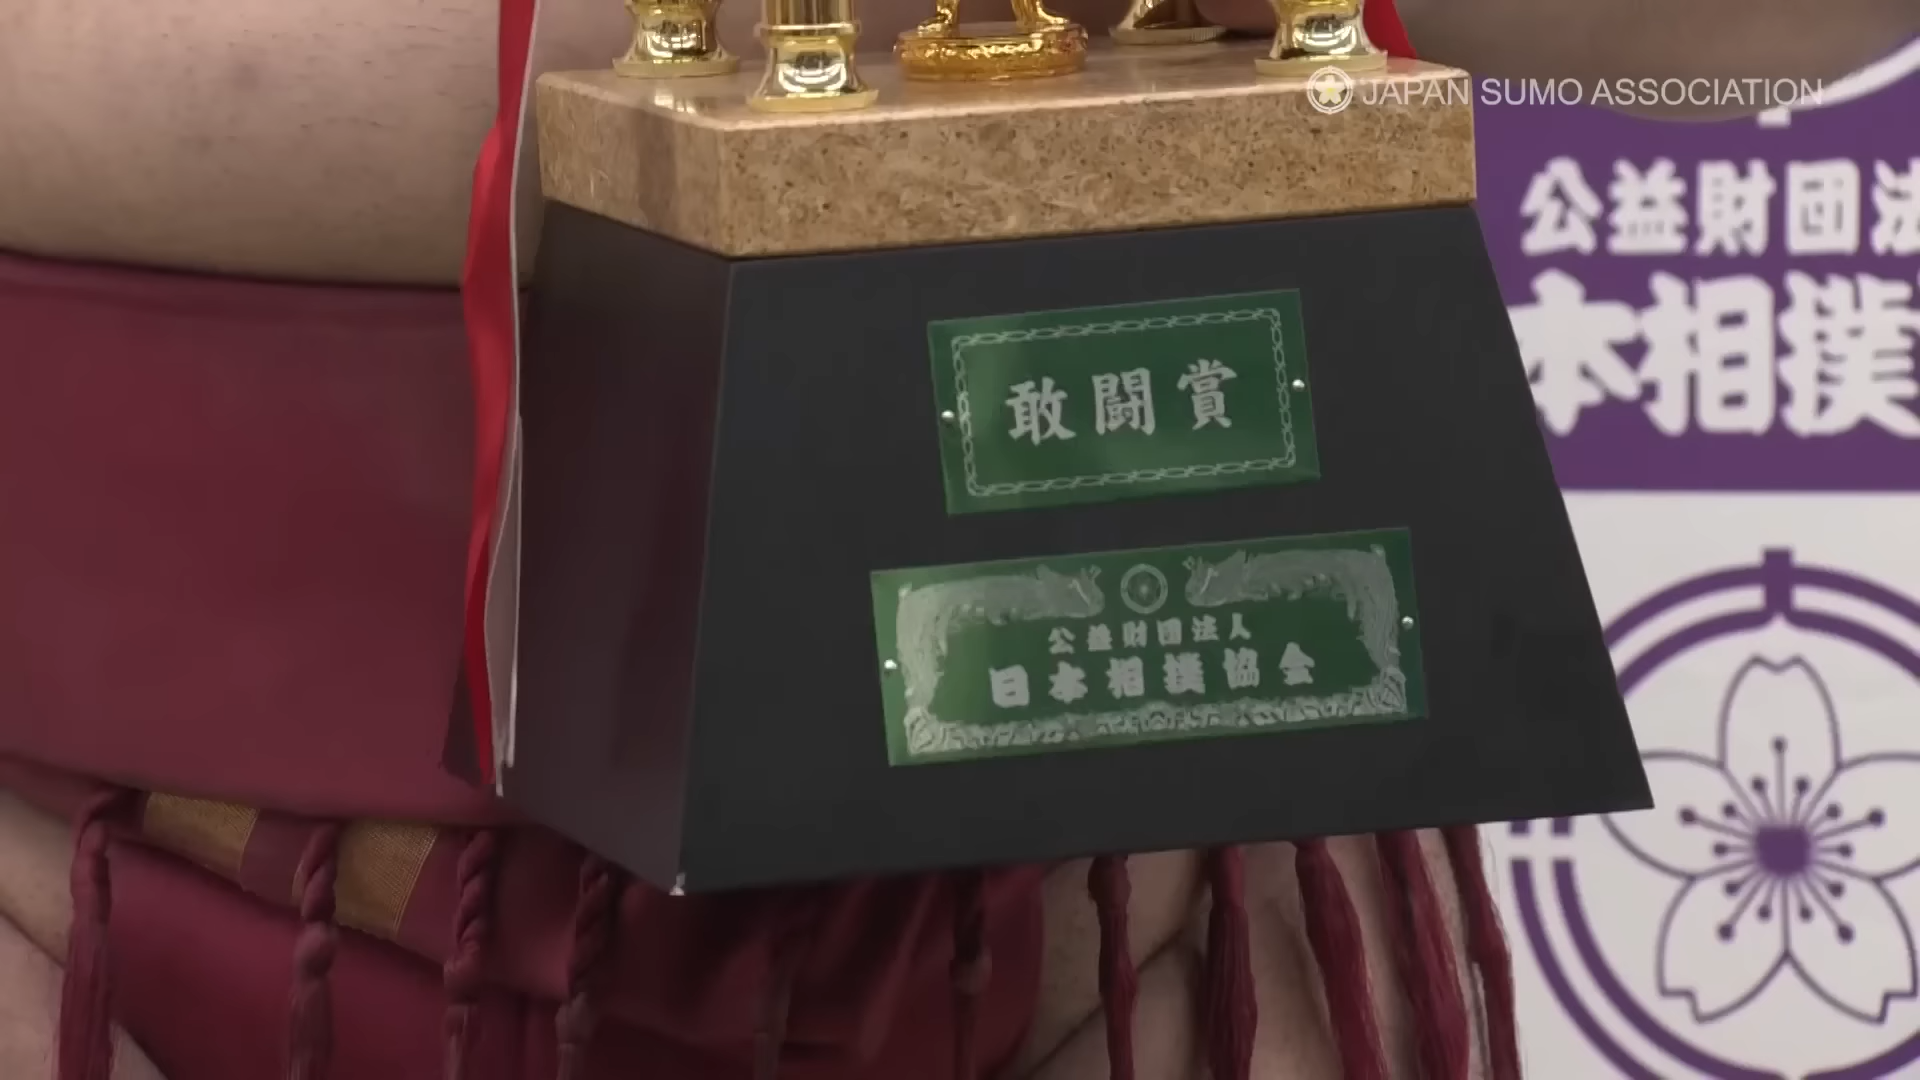 JAPAN SUMO ASSOCIATION
公益財団法
本相撲
敢闘賞
公益財団法人
日本相撲協会